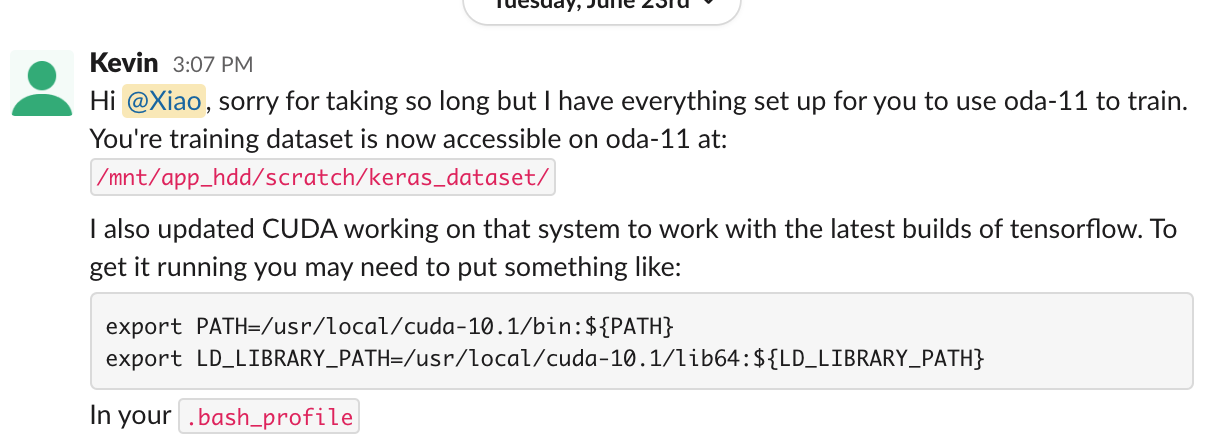 Tuesday, June 23rd
Kevin 3:07 PM
Hi @Xiao, sorry for taking so long but I have everything set up for you to use oda-11 to train.
You're training dataset is now accessible on oda-11 at:
/mnt/app_hdd/scratch/keras_dataset/
I also updated CUDA working on that system to work with the latest builds of tensorflow. To
get it running you may need to put something like:
export PATH=/usr/local/cuda-10.1/bin:${PATH}
export LD_LIBRARY_PATH=/usr/local/cuda-10.1/lib64:${LD_LIBRARY_PATH}
In your .bash_profile